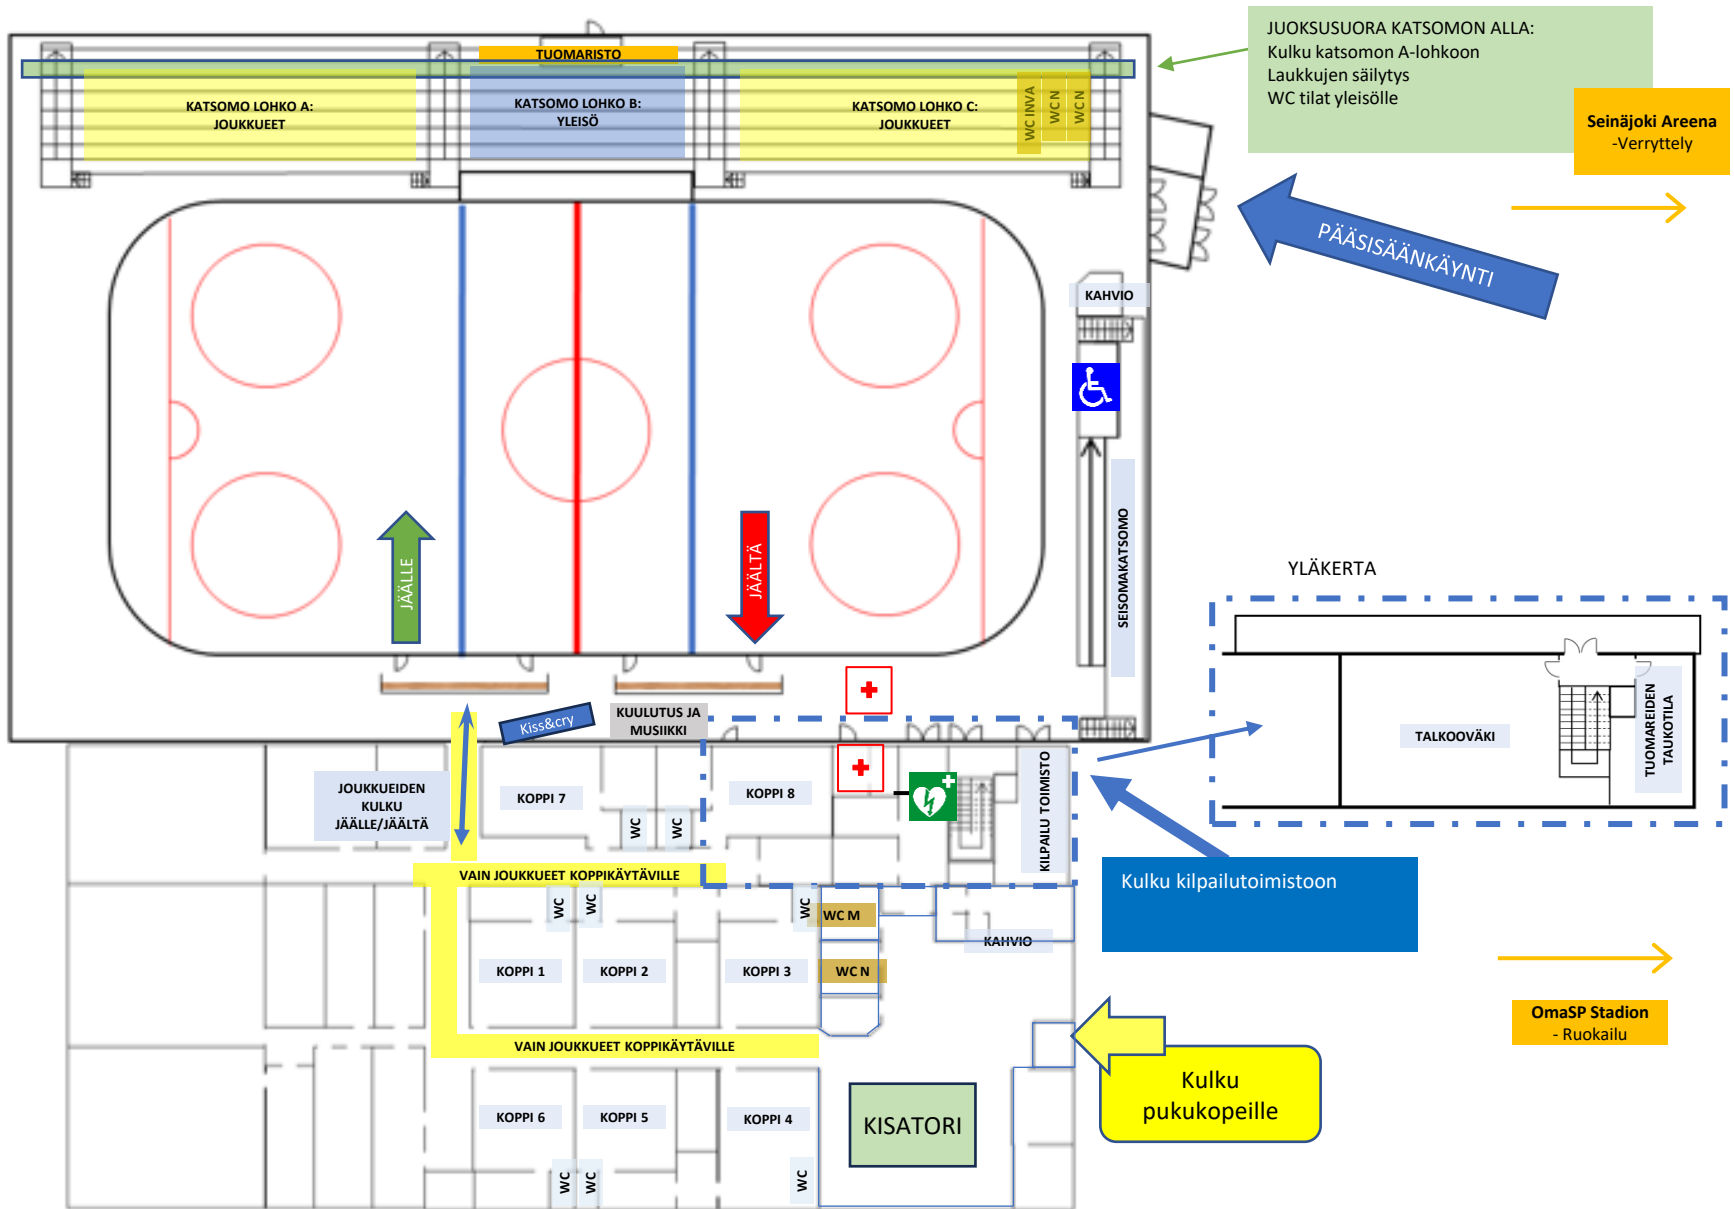 JUOKSUSUORA KATSOMON ALLA:
Kulku katsomon A-lohkoon
Laukkujen säilytys
WC tilat yleisölle
Seinäjoki Areena
-Verryttely
TUOMARISTO
KATSOMO LOHKO A:
JOUKKUEET
KATSOMO LOHKO B:
YLEISÖ
KATSOMO LOHKO C:
JOUKKUEET
WC INVA
WC N
WC N
PÄÄSISÄÄNKÄYNTI
KAHVIO
SEISOMAKATSOMO
JÄÄLLE
JÄÄLTÄ
YLÄKERTA
TALKOOVÄKI
TUOMAREIDEN
TAUKOTILA
Kiss&cry
KUULUTUS JA
MUSIIKKI
JOUKKUEIDEN
KULKU
JÄÄLLE/JÄÄLTÄ
KOPPI 7
WC
WC
KOPPI 8
KILPAILU TOIMISTO
Kulku kilpailutoimistoon
VAIN JOUKKUEET KOPPIKÄYTÄVILLE
WC
WC
WC
WC M
KAHVIO
KOPPI 1
KOPPI 2
KOPPI 3
WC N
OmaSP Stadion
- Ruokailu
VAIN JOUKKUEET KOPPIKÄYTÄVILLE
Kulku
pukukopeille
KOPPI 6
KOPPI 5
KOPPI 4
KISATORI
WC
WC
WC